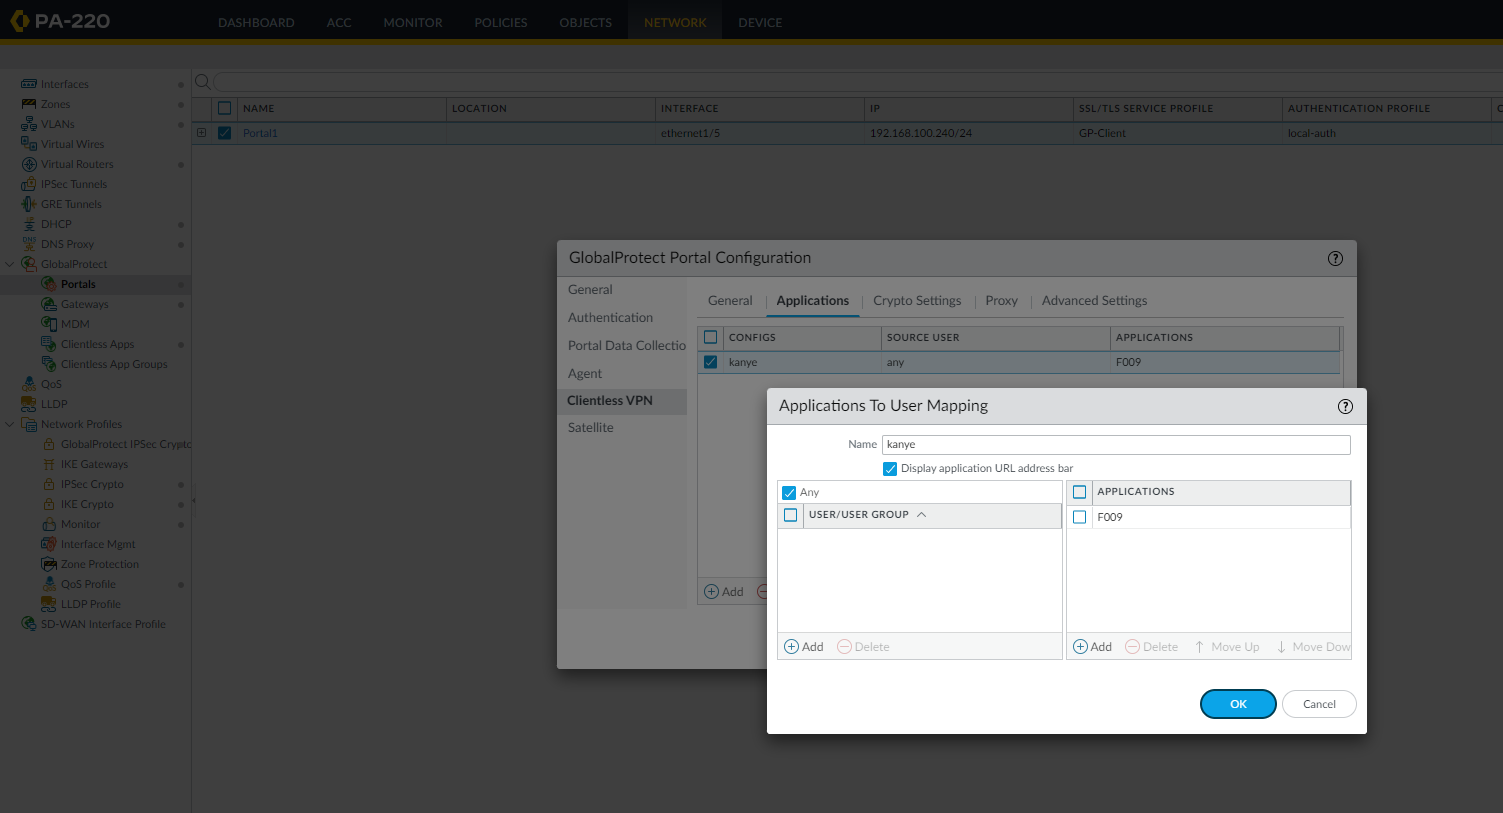 PA-220
DASHBOARD ACC MONITOR POLICIES OBJECTS NETWORK DEVICE
Interfaces
Zones
VLANs
Virtual Wires
Virtual Routers
IPSec Tunnels
GRE Tunnels
DHCP
DNS Proxy
GlobalProtect
Portals
Gateways
MDM
Clientless Apps
Clientless App Groups
QoS
LLDP
Network Profiles
GlobalProtect IPSec Crypto
IKE Gateways
IPSec Crypto
IKE Crypto
Monitor
Interface Mgmt
Zone Protection
QoS Profile
LLDP Profile
SD-WAN Interface Profile
NAME LOCATION INTERFACE IP SSL/TLS SERVICE PROFILE AUTHENTICATION PROFILE C
Portal1 ethernet1/5 192.168.100.240/24 GP-Client local-auth
GlobalProtect Portal Configuration
General
Authentication
Portal Data Collectio
Agent
Clientless VPN
Satellite
General Applications Crypto Settings Proxy Advanced Settings
CONFIGS SOURCE USER APPLICATIONS
kanye any F009
Add
Applications To User Mapping
Name kanye
Display application URL address bar
Any
USER/USER GROUP
Add Delete
APPLICATIONS
F009
Add Delete Move Up Move Dow
OK Cancel